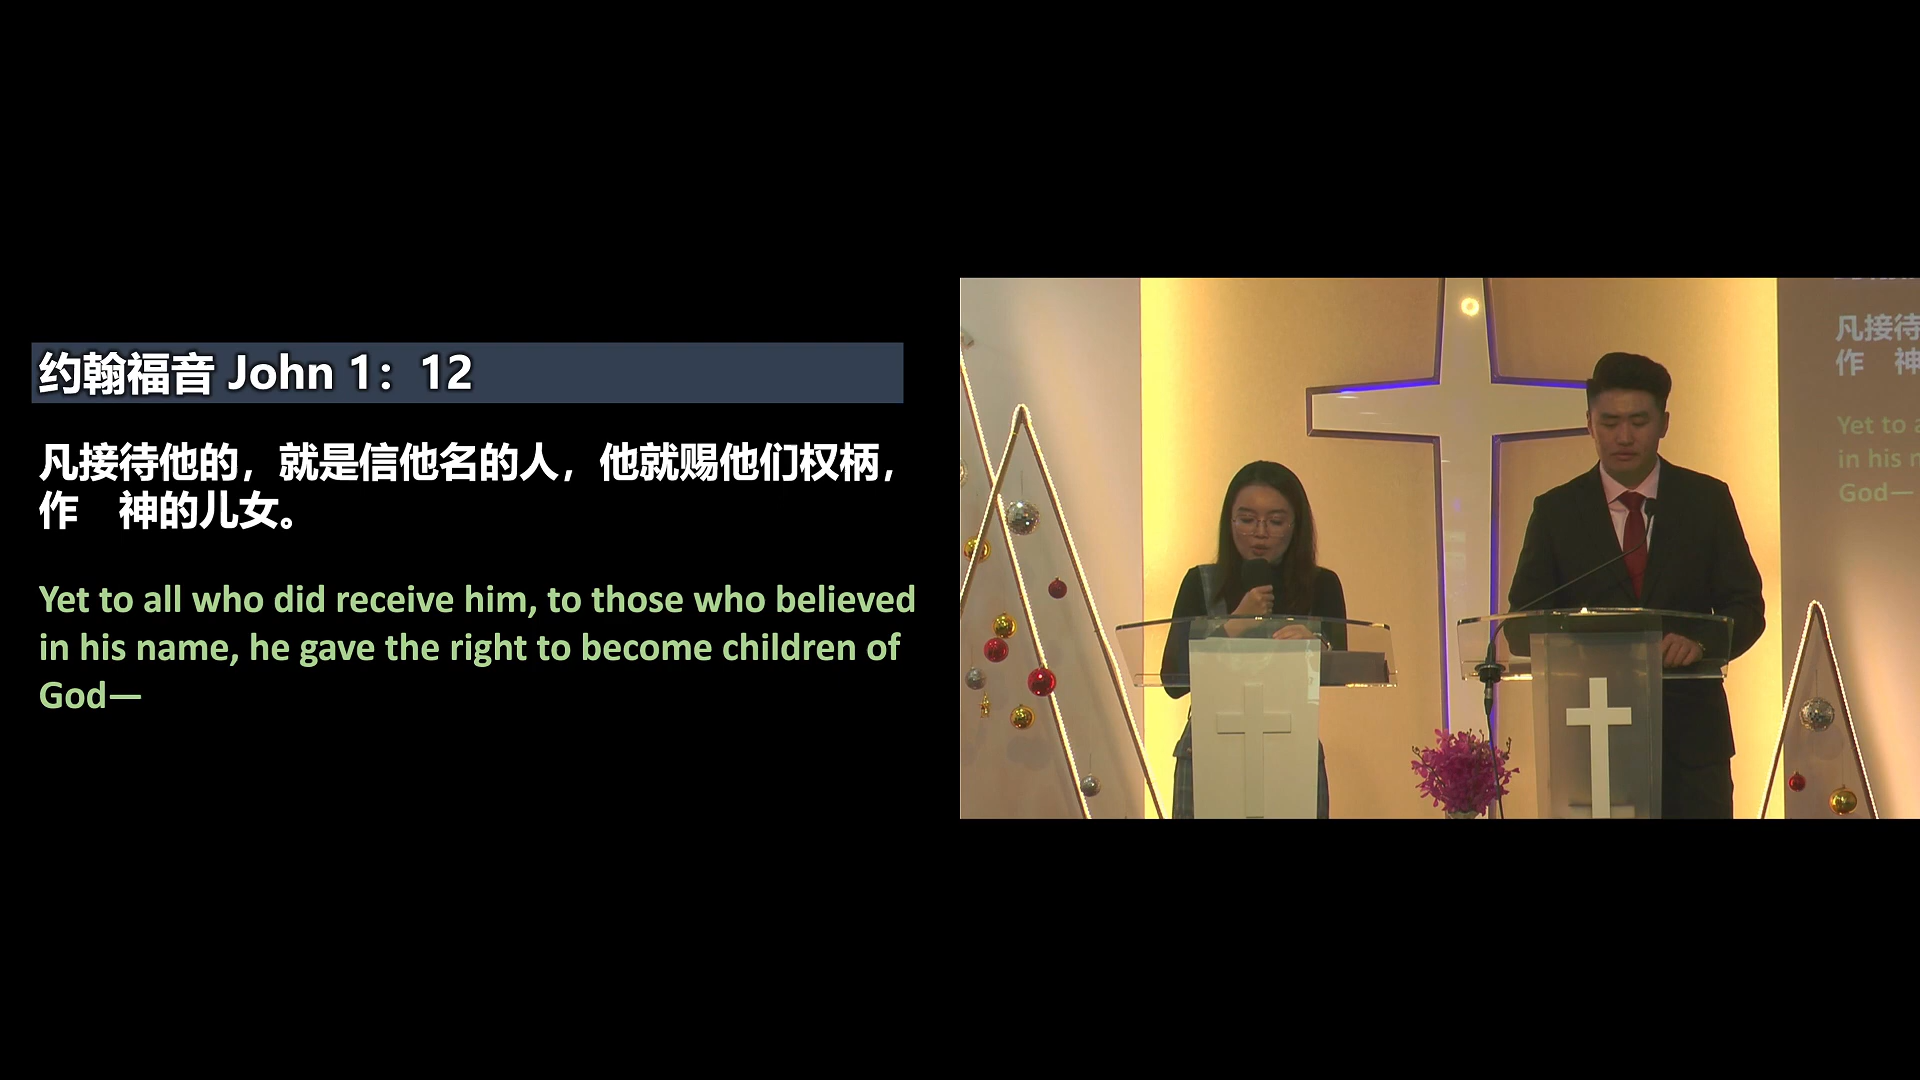 约翰福音 John 1：12
凡接待他的，就是信他名的人，他就赐他们权柄，
作　神的儿女。
Yet to all who did receive him, to those who believed
in his name, he gave the right to become children of
God—
凡接待
作　神
Yet to a
in his n
God—